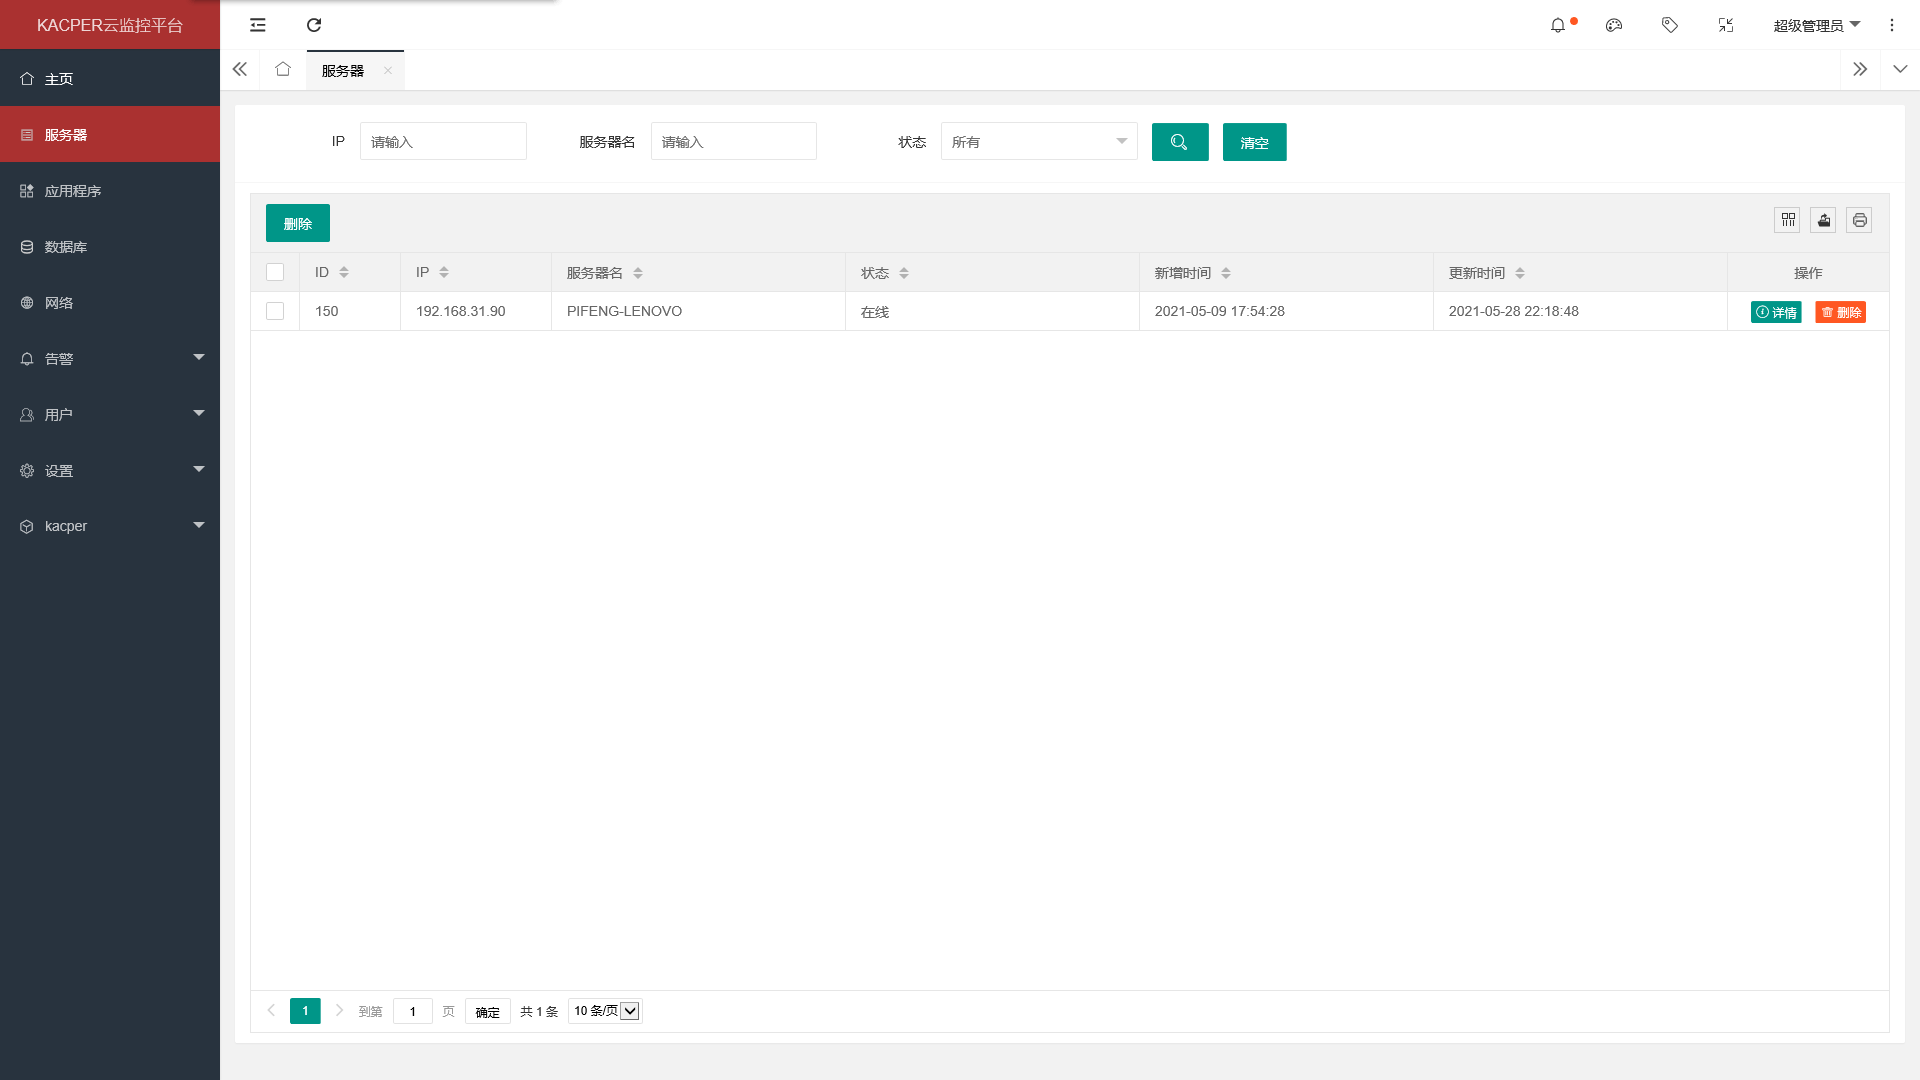 KACPER云监控平台
超级管理员
主页
服务器
应用程序
数据库
网络
告警
用户
设置
kacper
服务器
IP 请输入 服务器名 请输入 状态 所有 清空
删除
ID IP 服务器名 状态 新增时间 更新时间 操作
150 192.168.31.90 PIFENG-LENOVO 在线 2021-05-09 17:54:28 2021-05-28 22:18:48 详情 删除
1 到第 1 页 确定 共 1 条 10 条/页